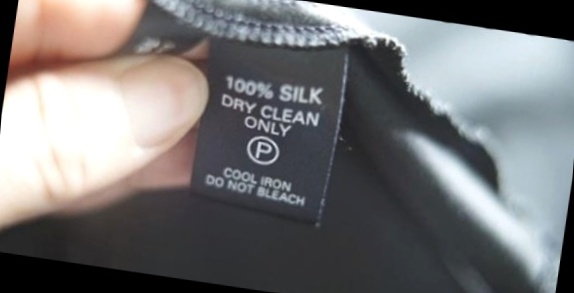 100% SILK
DRY CLEAN
ONLY
P
COOL IRON
DO NOT BLEACH